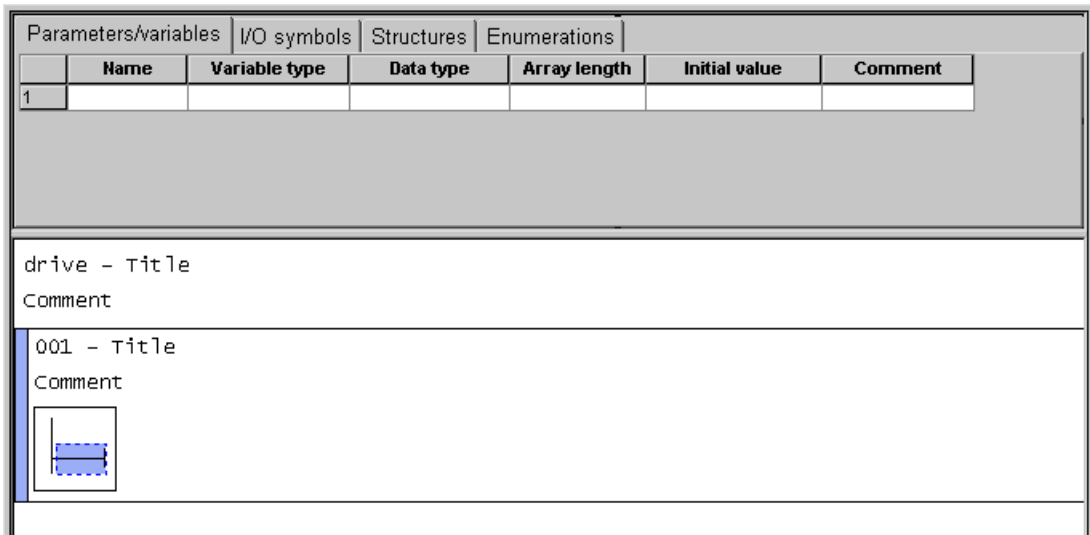 Parameters/variables I/O symbols Structures Enumerations
Name Variable type Data type Array length Initial value Comment
1
drive – Title
Comment
001 – Title
Comment